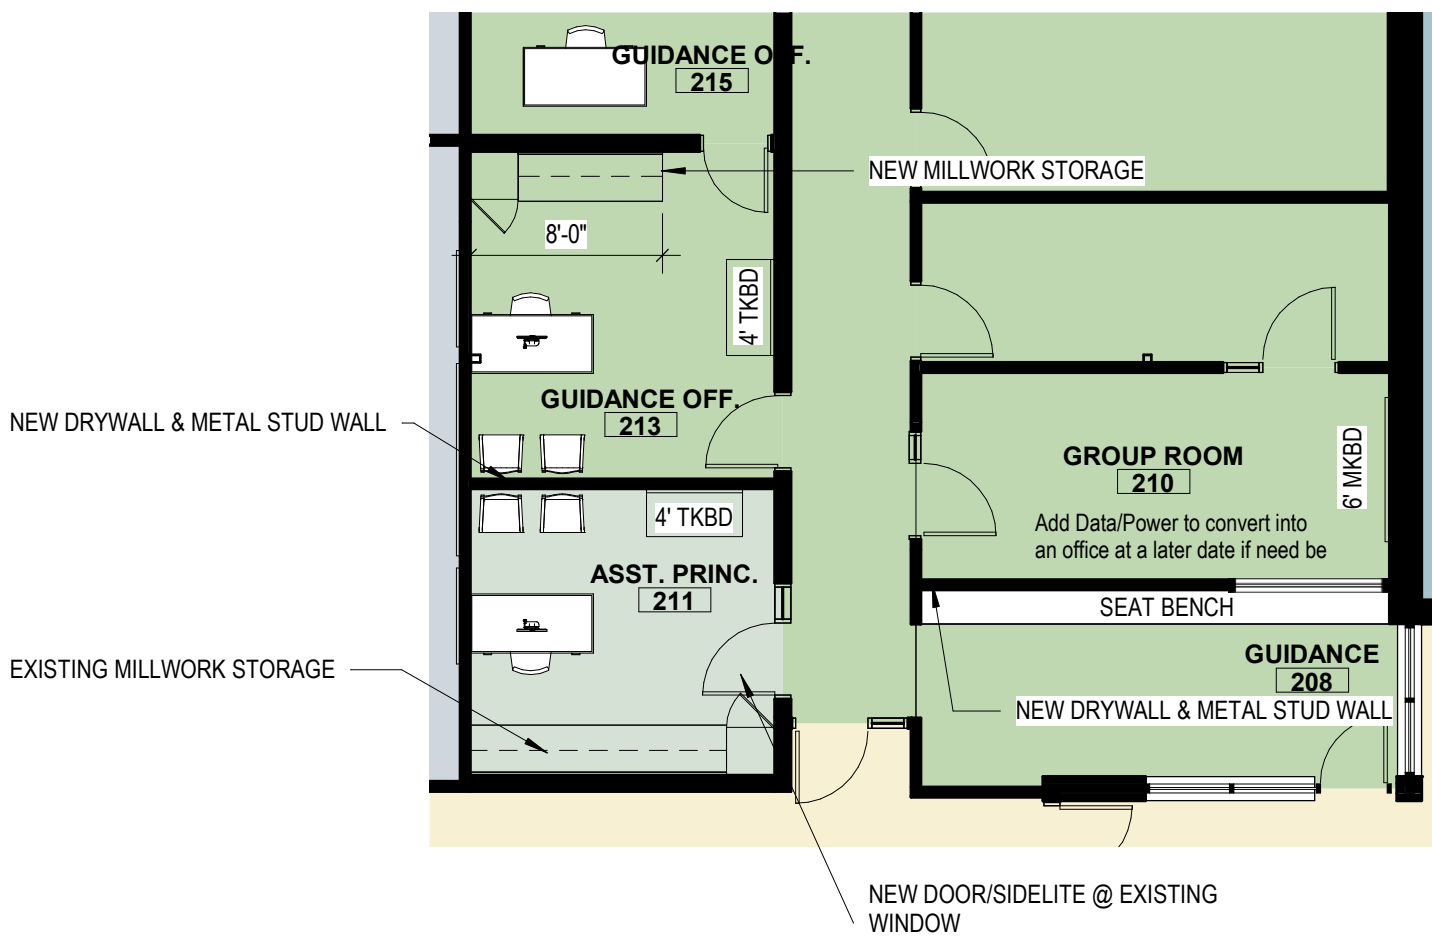 GUIDANCE OFF.
215
NEW MILLWORK STORAGE
8'-0"
4' TKBD
GUIDANCE OFF.
213
NEW DRYWALL & METAL STUD WALL
GROUP ROOM
210
6' MKBD
Add Data/Power to convert into
an office at a later date if need be
4' TKBD
ASST. PRINC.
211
SEAT BENCH
GUIDANCE
208
EXISTING MILLWORK STORAGE
NEW DRYWALL & METAL STUD WALL
NEW DOOR/SIDELITE @ EXISTING
WINDOW